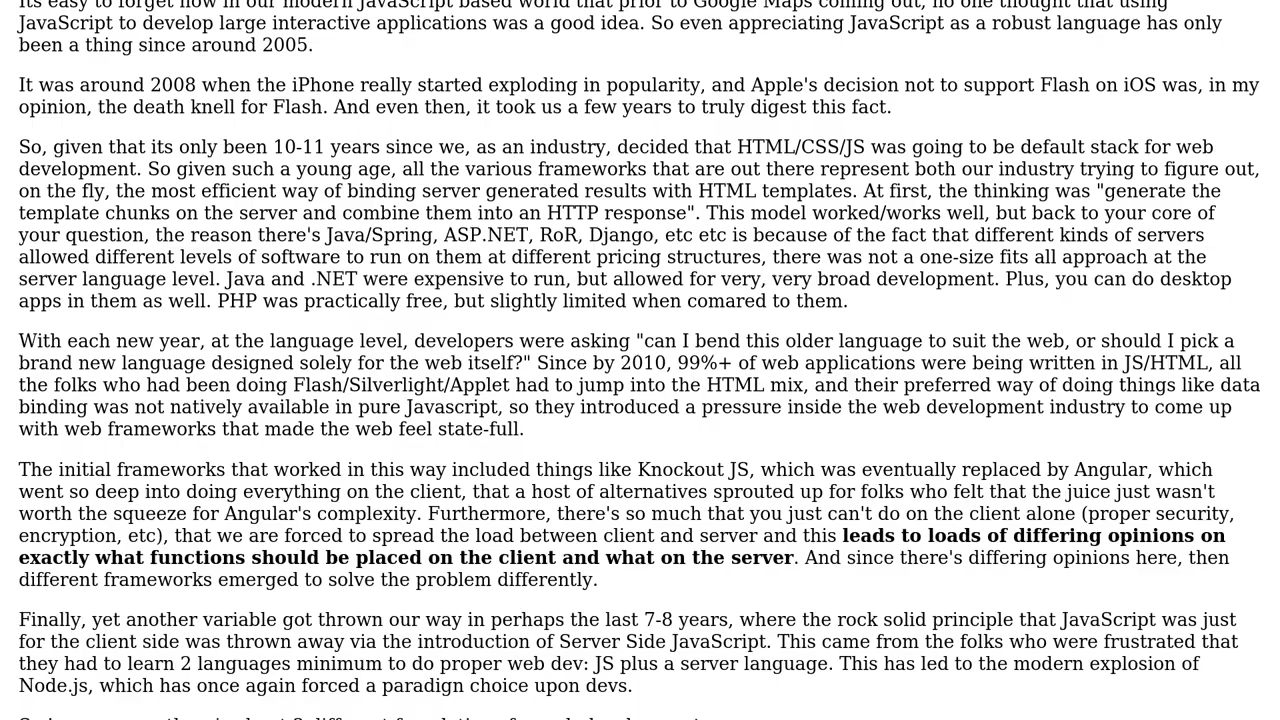 Its easy to forget how in our modern JavaScript based world that prior to Google Maps coming out, no one thought that using
JavaScript to develop large interactive applications was a good idea. So even appreciating JavaScript as a robust language has only
been a thing since around 2005.
It was around 2008 when the iPhone really started exploding in popularity, and Apple's decision not to support Flash on iOS was, in my
opinion, the death knell for Flash. And even then, it took us a few years to truly digest this fact.
So, given that its only been 10-11 years since we, as an industry, decided that HTML/CSS/JS was going to be default stack for web
development. So given such a young age, all the various frameworks that are out there represent both our industry trying to figure out,
on the fly, the most efficient way of binding server generated results with HTML templates. At first, the thinking was "generate the
template chunks on the server and combine them into an HTTP response". This model worked/works well, but back to your core of
your question, the reason there's Java/Spring, ASP.NET, RoR, Django, etc etc is because of the fact that different kinds of servers
allowed different levels of software to run on them at different pricing structures, there was not a one-size fits all approach at the
server language level. Java and .NET were expensive to run, but allowed for very, very broad development. Plus, you can do desktop
apps in them as well. PHP was practically free, but slightly limited when comared to them.
With each new year, at the language level, developers were asking "can I bend this older language to suit the web, or should I pick a
brand new language designed solely for the web itself?" Since by 2010, 99%+ of web applications were being written in JS/HTML, all
the folks who had been doing Flash/Silverlight/Applet had to jump into the HTML mix, and their preferred way of doing things like data
binding was not natively available in pure Javascript, so they introduced a pressure inside the web development industry to come up
with web frameworks that made the web feel state-full.
The initial frameworks that worked in this way included things like Knockout JS, which was eventually replaced by Angular, which
went so deep into doing everything on the client, that a host of alternatives sprouted up for folks who felt that the juice just wasn't
worth the squeeze for Angular's complexity. Furthermore, there's so much that you just can't do on the client alone (proper security,
encryption, etc), that we are forced to spread the load between client and server and this leads to loads of differing opinions on
exactly what functions should be placed on the client and what on the server. And since there's differing opinions here, then
different frameworks emerged to solve the problem differently.
Finally, yet another variable got thrown our way in perhaps the last 7-8 years, where the rock solid principle that JavaScript was just
for the client side was thrown away via the introduction of Server Side JavaScript. This came from the folks who were frustrated that
they had to learn 2 languages minimum to do proper web dev: JS plus a server language. This has led to the modern explosion of
Node.js, which has once again forced a paradign choice upon devs.